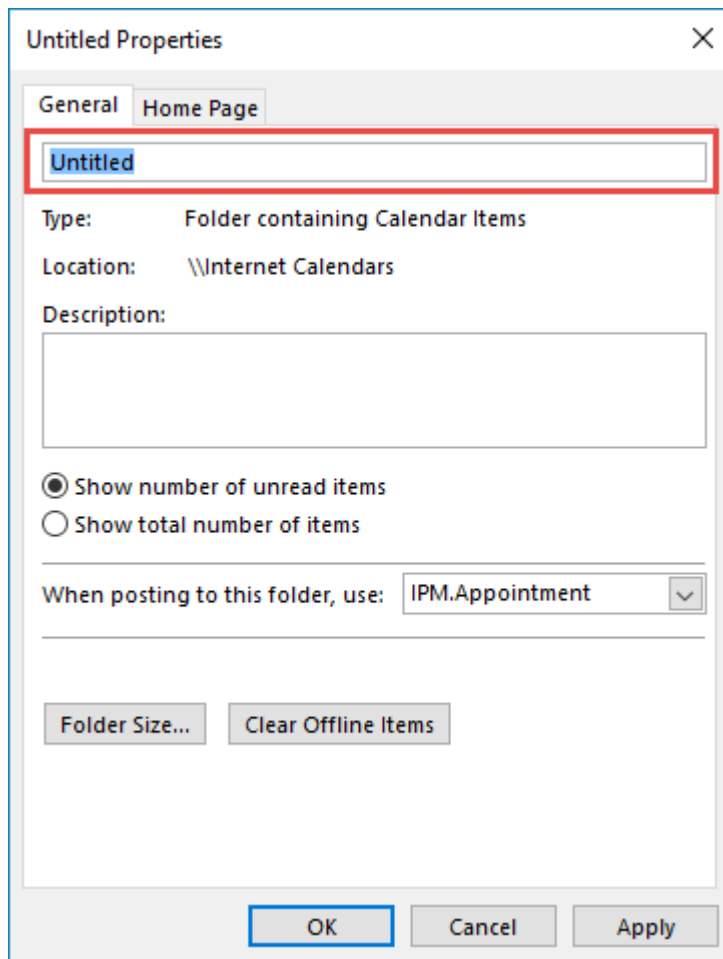 Untitled Properties
General Home Page
Untitled
Type: Folder containing Calendar Items
Location: \\Internet Calendars
Description:
Show number of unread items
Show total number of items
When posting to this folder, use: IPM.Appointment
Folder Size... Clear Offline Items
OK Cancel Apply